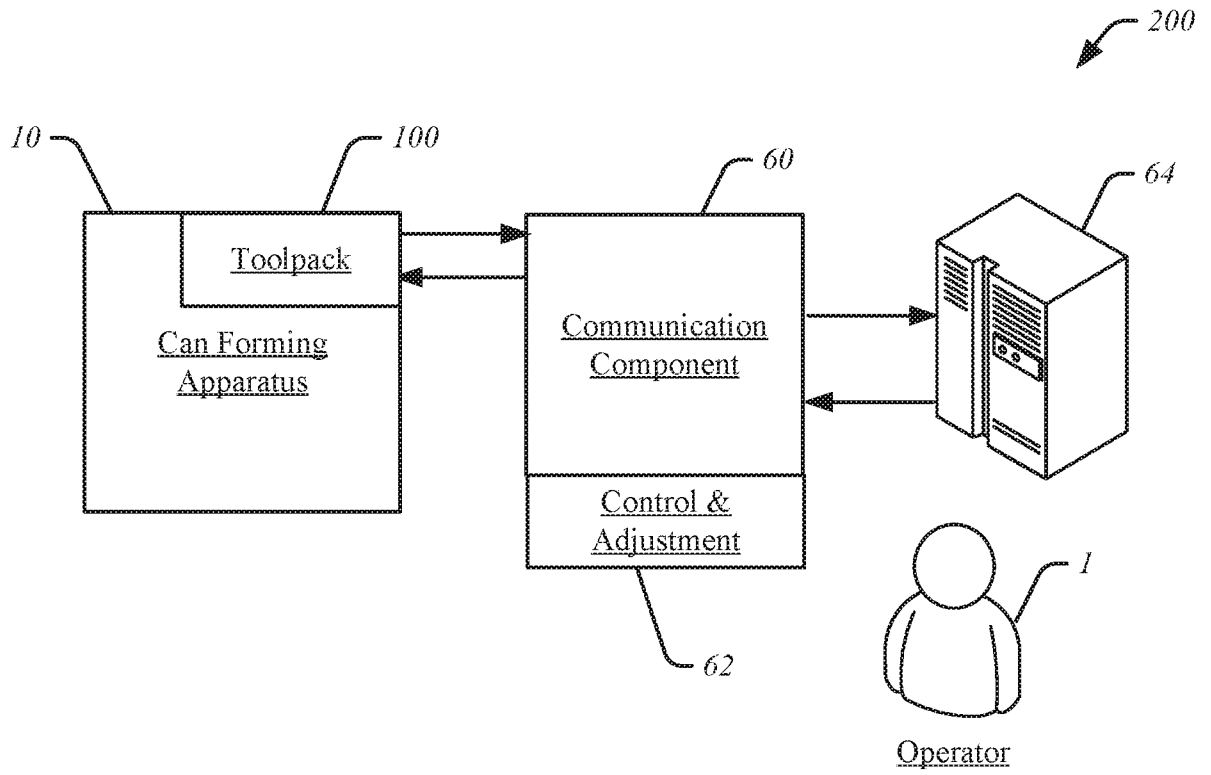 200
10
100
60
64
Toolpack
Can Forming
Apparatus
Communication
Component
Control &
Adjustment
62
1
Operator